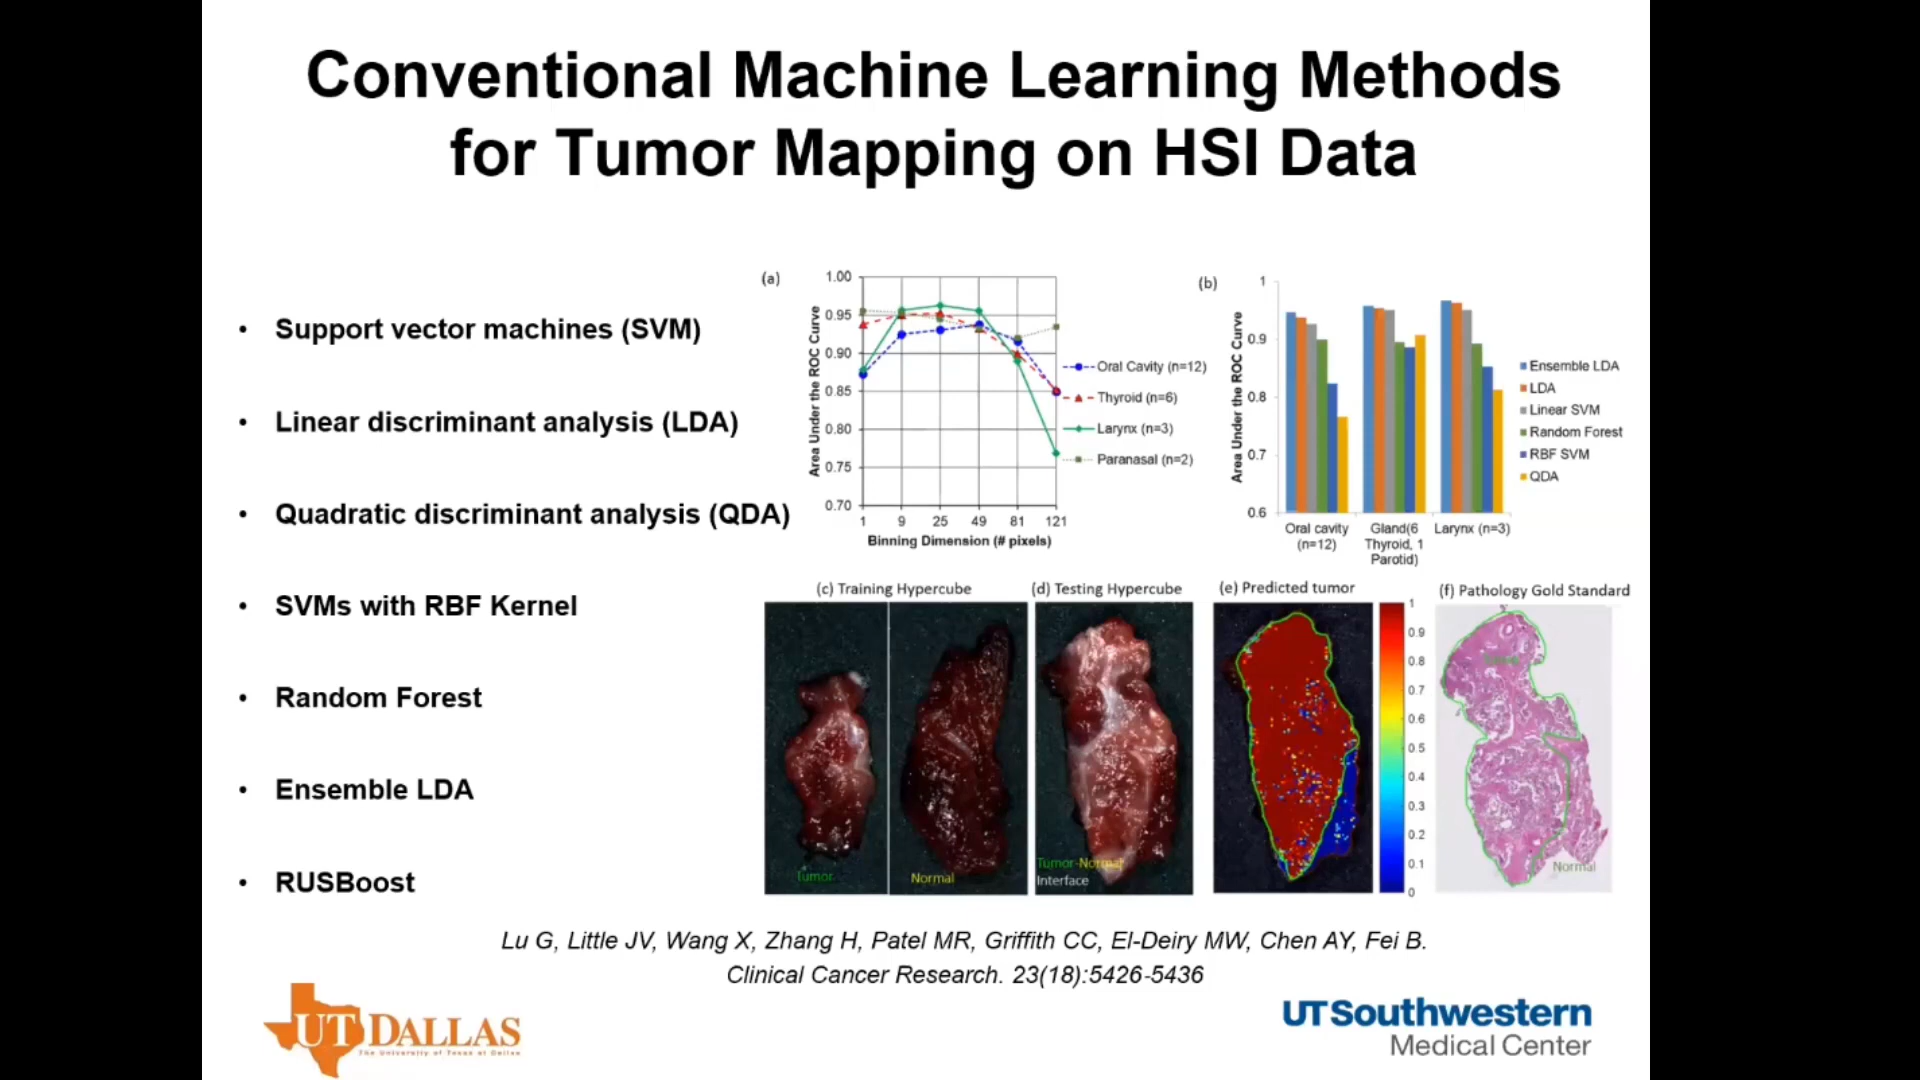 Conventional Machine Learning Methods
for Tumor Mapping on HSI Data
• Support vector machines (SVM)
• Linear discriminant analysis (LDA)
• Quadratic discriminant analysis (QDA)
• SVMs with RBF Kernel
• Random Forest
• Ensemble LDA
• RUSBoost
(a)
Area Under the ROC Curve
1.00
0.95
0.90
0.85
0.80
0.75
0.70
1 9 25 49 81 121
Binning Dimension (# pixels)
Oral Cavity (n=12)
Thyroid (n=6)
Larynx (n=3)
Paranasal (n=2)
(b)
Area Under the ROC Curve
1
0.9
0.8
0.7
0.6
Oral cavity
(n=12)
Gland(6
Thyroid, 1
Parotid)
Larynx (n=3)
Ensemble LDA
LDA
Linear SVM
Random Forest
RBF SVM
QDA
(c) Training Hypercube
Tumor
Normal
(d) Testing Hypercube
Tumor-Normal
Interface
(e) Predicted tumor
1
0.9
0.8
0.7
0.6
0.5
0.4
0.3
0.2
0.1
0
(f) Pathology Gold Standard
Normal
Lu G, Little JV, Wang X, Zhang H, Patel MR, Griffith CC, El-Deiry MW, Chen AY, Fei B.
Clinical Cancer Research. 23(18):5426-5436
UT DALLAS
The University of Texas at Dallas
UTSouthwestern
Medical Center